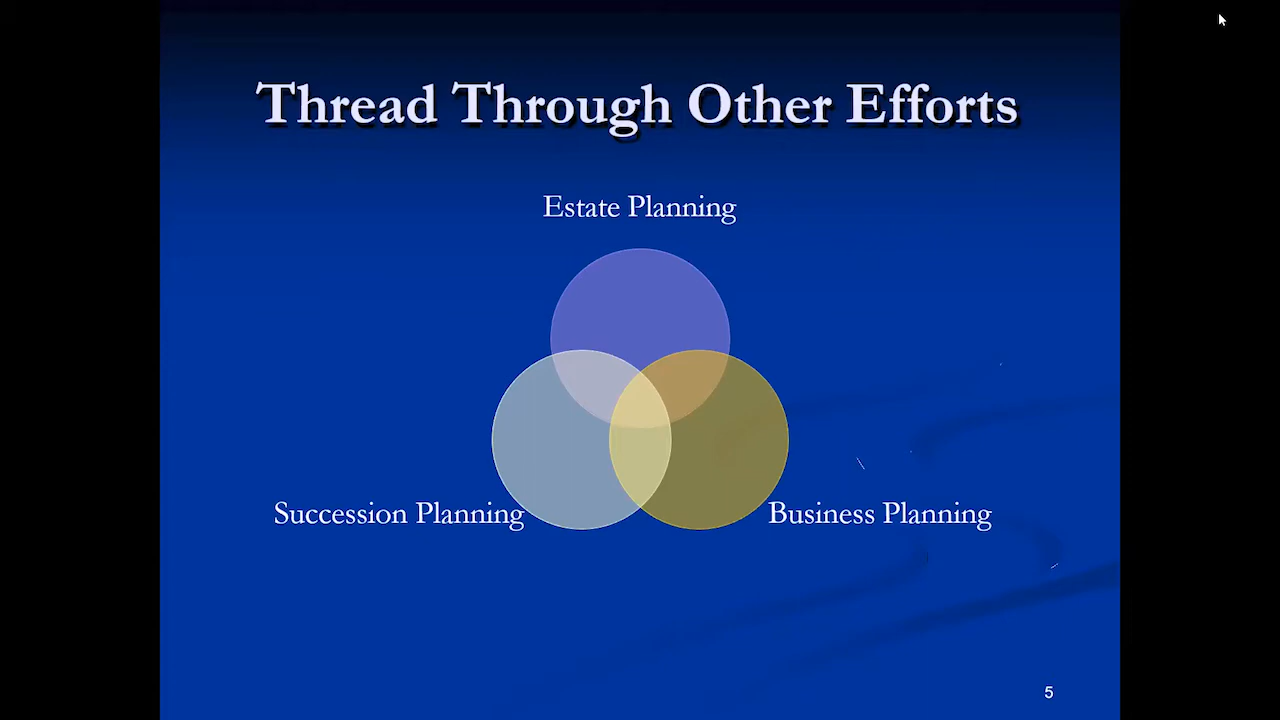 Thread Through Other Efforts
Estate Planning
Succession Planning
Business Planning
5